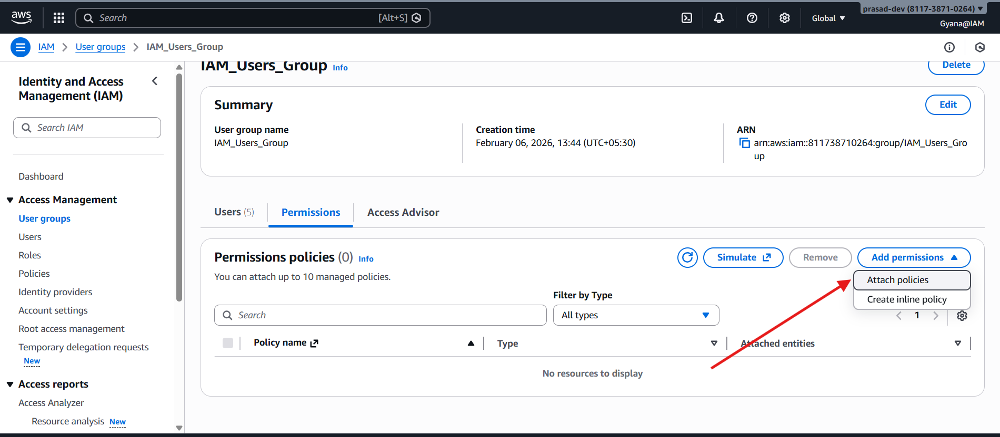 aws
Search
[Alt+S]
Global
prasad-dev (8117-3871-0264)
Gyana@IAM
IAM
User groups
IAM_Users_Group
Identity and Access
Management (IAM)
Search IAM
Dashboard
Access Management
User groups
Users
Roles
Policies
Identity providers
Account settings
Root access management
Temporary delegation requests
New
Access reports
Access Analyzer
Resource analysis New
IAM_Users_Group Info
Delete
Summary
Edit
User group name
IAM_Users_Group
Creation time
February 06, 2026, 13:44 (UTC+05:30)
ARN
arn:aws:iam::811738710264:group/IAM_Users_Gro
up
Users (5)
Permissions
Access Advisor
Permissions policies (0) Info
You can attach up to 10 managed policies.
Simulate
Remove
Add permissions
Attach policies
Create inline policy
Filter by Type
Search
All types
1
Policy name
Type
Attached entities
No resources to display